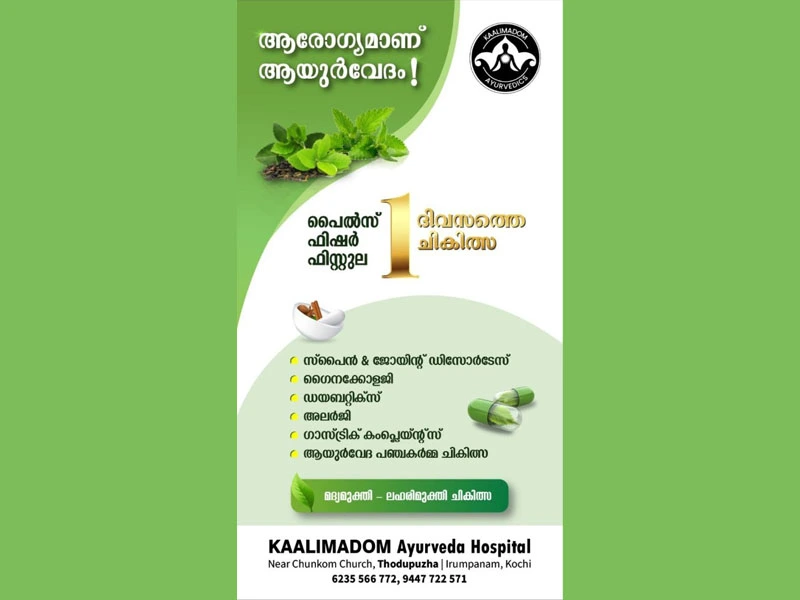 ആരോഗ്യമാണ്
ആയുർവേദം!
KAALIMADOM
AYURVEDICS
പൈൽസ്
ഫിഷർ
ഫിസ്റ്റുല
1 ദിവസത്തെ
ചികിത്സ
സ്പൈൻ & ജോയിന്റ് ഡിസോർടേസ്
ഗൈനക്കോളജി
ഡയബറ്റിക്സ്
അലർജി
ഗാസ്ട്രിക് കംപ്ലെയ്ന്റ്സ്
ആയുർവേദ പഞ്ചകർമ്മ ചികിത്സ
മദ്യമുക്തി – ലഹരിമുക്തി ചികിത്സ
KAALIMADOM Ayurveda Hospital
Near Chunkom Church, Thodupuzha | Irumpanam, Kochi
6235 566 772, 9447 722 571